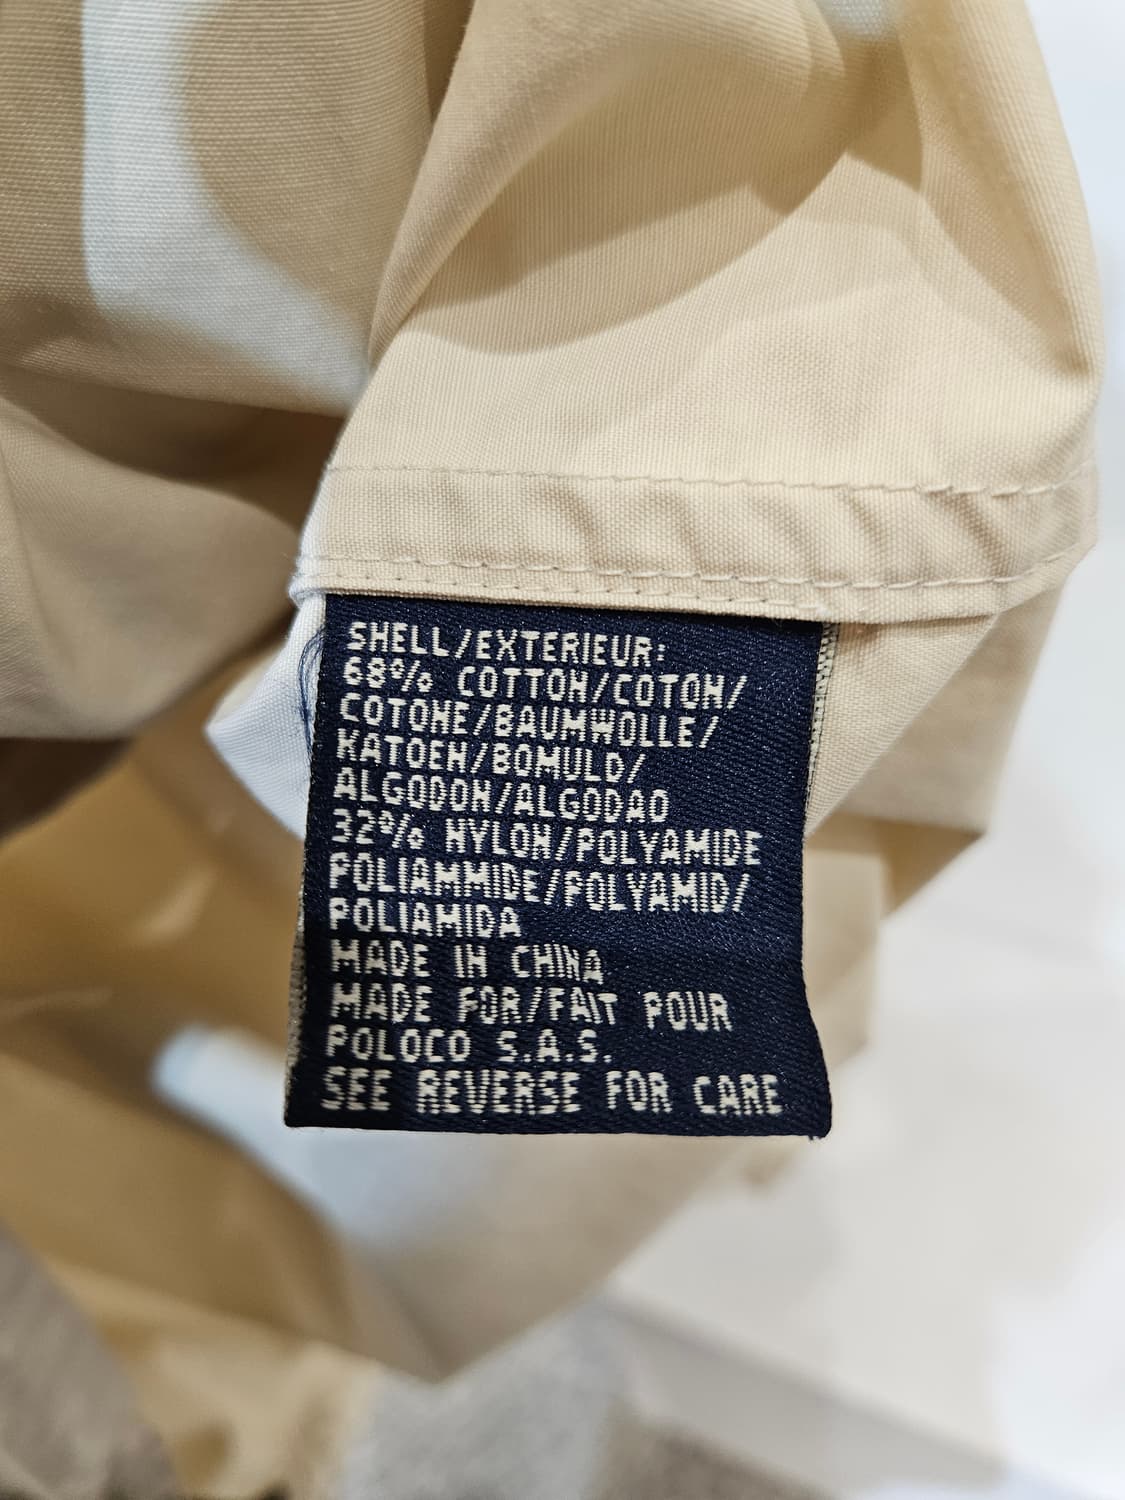 SHELL/EXTERIEUR:
68% COTTON/COTON/
COTONE/BAUMWOLLE/
KATOEN/BOMULD/
ALGODON/ALGODAO
32% NYLON/POLYAMIDE
POLIAMMIDE/POLYAMID/
POLIAMIDA
MADE IN CHINA
MADE FOR/FAIT POUR
POLOCO S.A.S.
SEE REVERSE FOR CARE